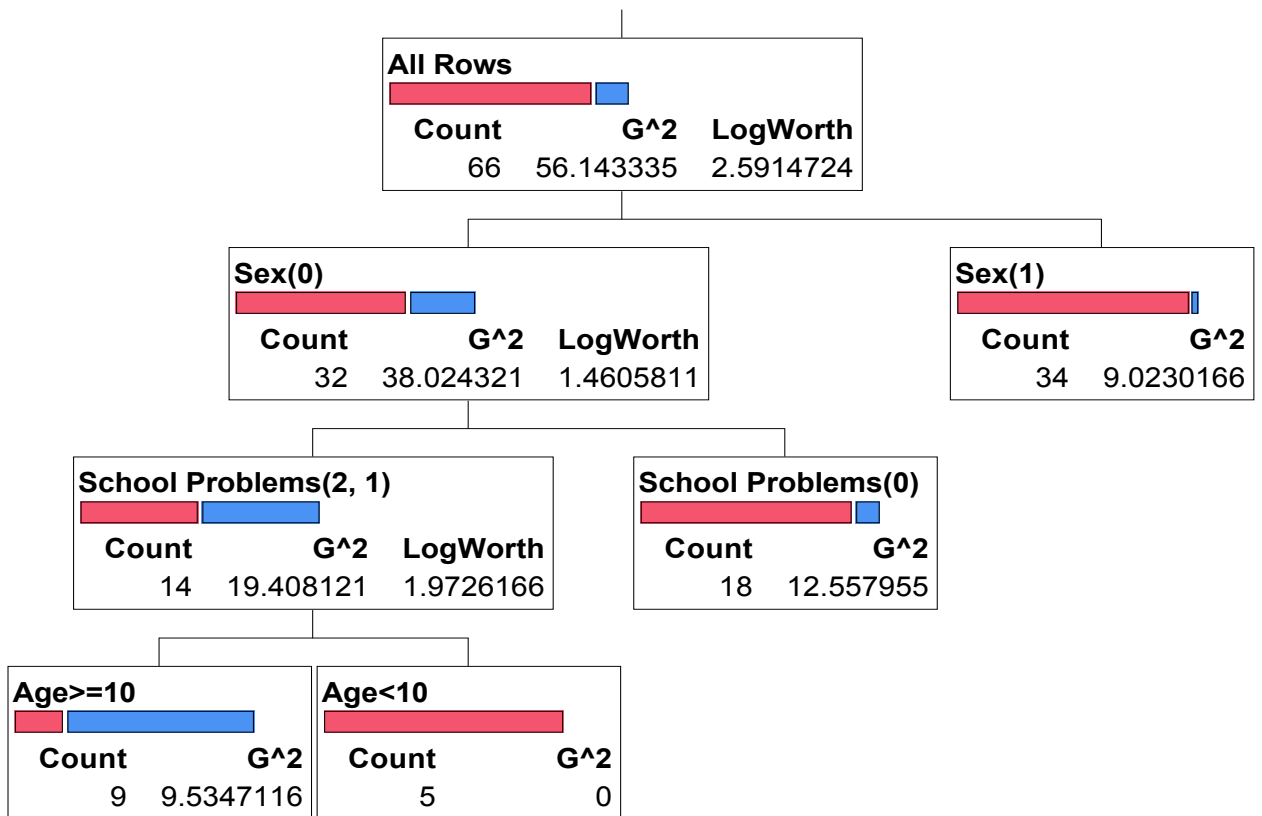 All Rows
Count G^2 LogWorth
66 56.143335 2.5914724
Sex(0)
Count G^2 LogWorth
32 38.024321 1.4605811
Sex(1)
Count G^2
34 9.0230166
School Problems(2, 1)
Count G^2 LogWorth
14 19.408121 1.9726166
School Problems(0)
Count G^2
18 12.557955
Age>=10
Count G^2
9 9.5347116
Age<10
Count G^2
5 0